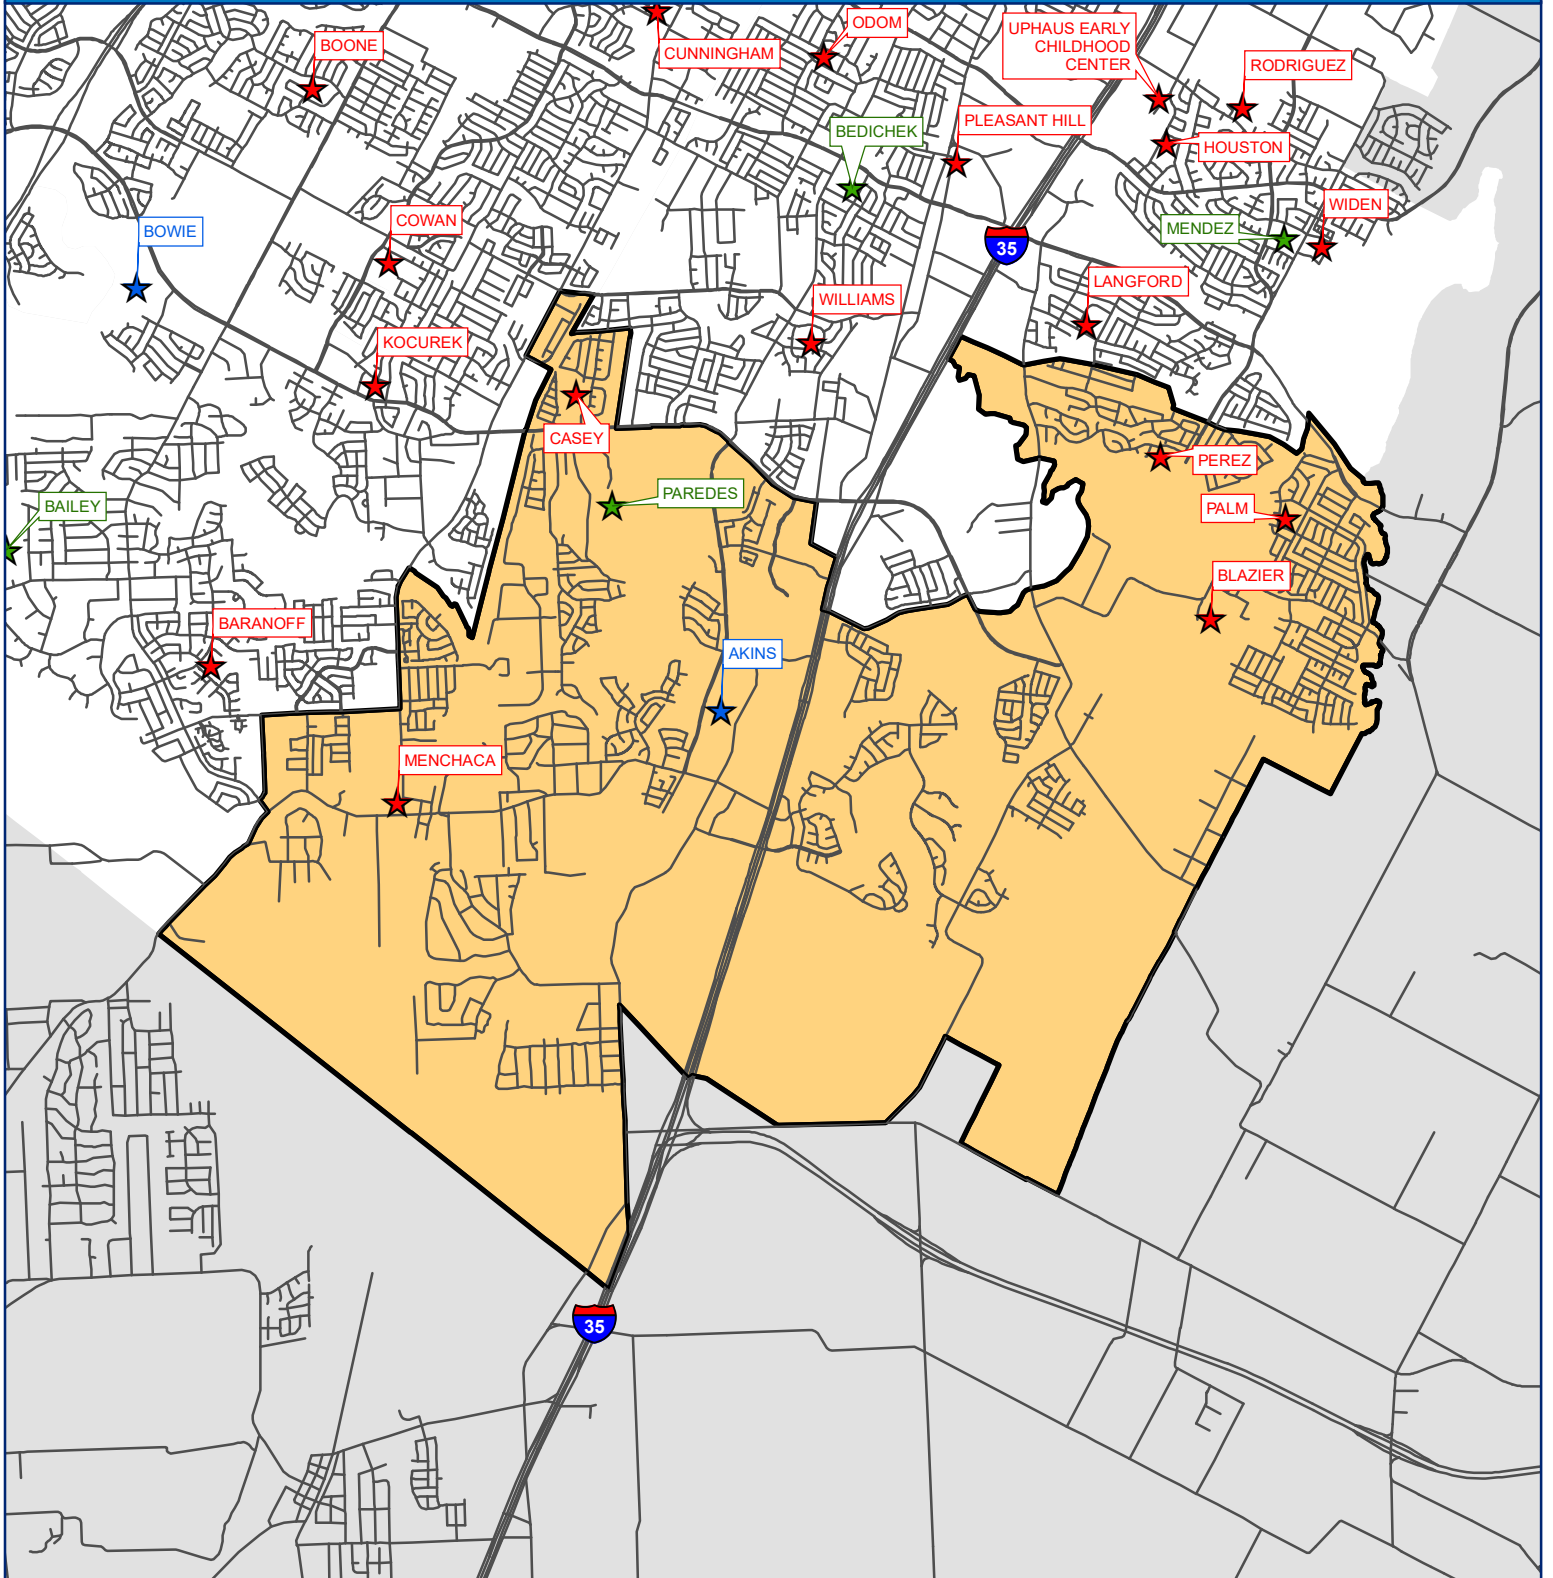 ODOM
UPHAUS EARLY
CHILDHOOD
CENTER
BOONE
CUNNINGHAM
RODRIGUEZ
PLEASANT HILL
BEDICHEK
HOUSTON
WIDEN
COWAN
BOWIE
MENDEZ
35
LANGFORD
WILLIAMS
KOCUREK
CASEY
PEREZ
PAREDES
BAILEY
PALM
BLAZIER
BARANOFF
AKINS
MENCHACA
35